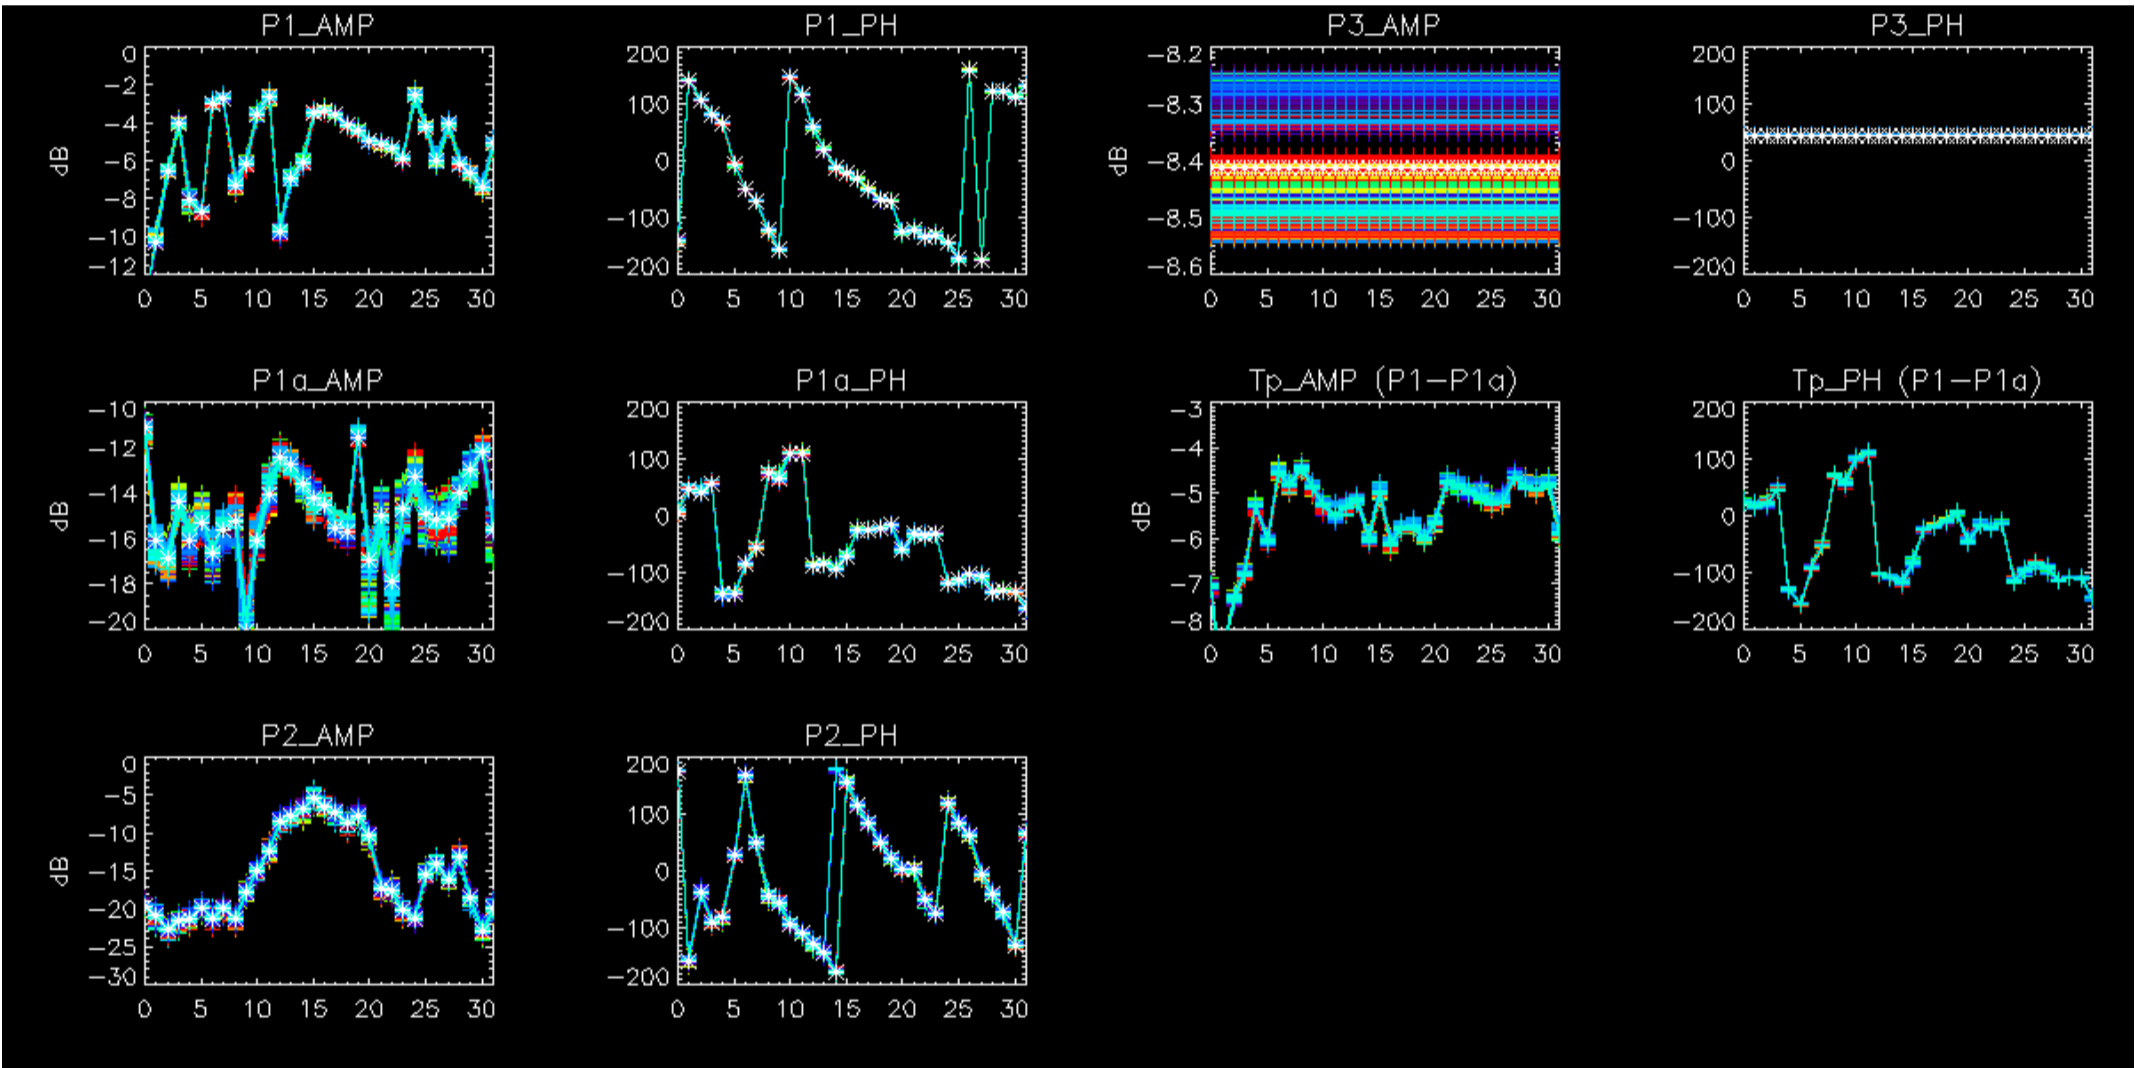 P1_AMP
dB
0
−2
−4
−6
−8
−10
−12
0 5 10 15 20 25 30
P1_PH
200
100
0
−100
−200
0 5 10 15 20 25 30
P3_AMP
dB
−8.2
−8.3
−8.4
−8.5
−8.6
0 5 10 15 20 25 30
P3_PH
200
100
0
−100
−200
0 5 10 15 20 25 30
P1a_AMP
dB
−10
−12
−14
−16
−18
−20
0 5 10 15 20 25 30
P1a_PH
200
100
0
−100
−200
0 5 10 15 20 25 30
Tp_AMP (P1−P1a)
dB
−3
−4
−5
−6
−7
−8
0 5 10 15 20 25 30
Tp_PH (P1−P1a)
200
100
0
−100
−200
0 5 10 15 20 25 30
P2_AMP
dB
0
−5
−10
−15
−20
−25
−30
0 5 10 15 20 25 30
P2_PH
200
100
0
−100
−200
0 5 10 15 20 25 30